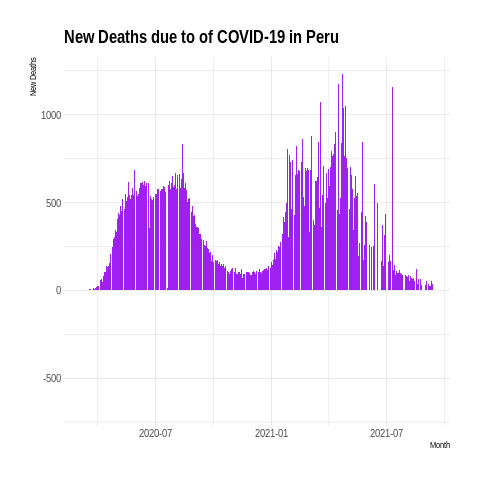 New Deaths due to of COVID-19 in Peru
New Deaths
1000
500
0
-500
2020-07
2021-01
2021-07
Month